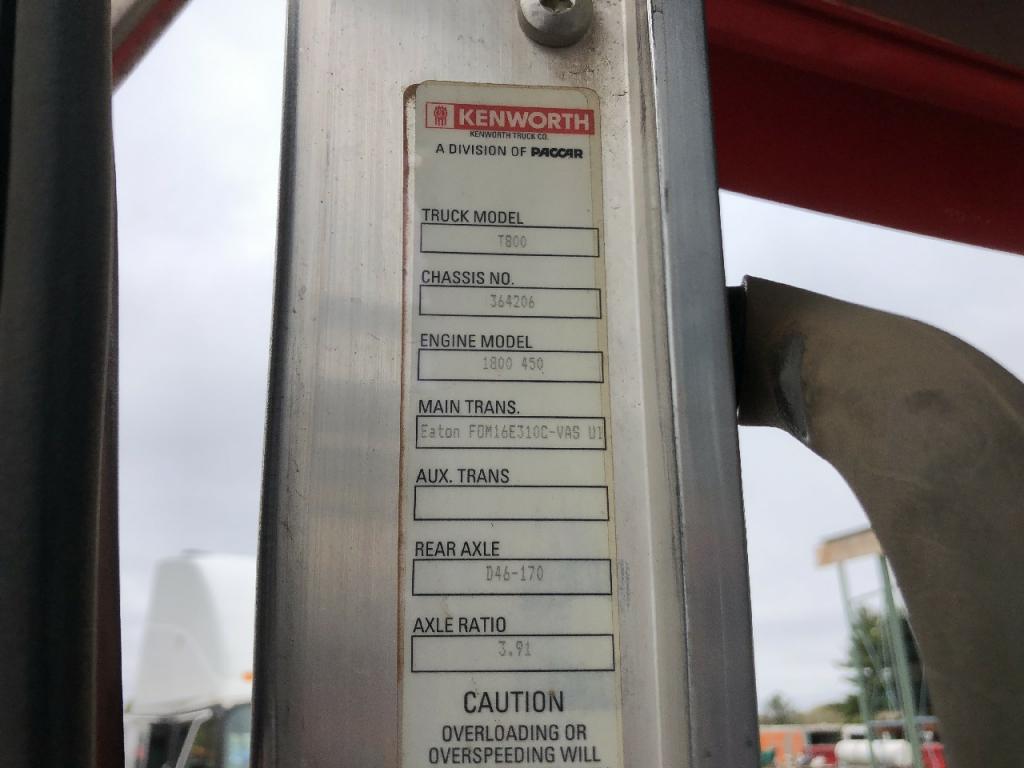 KENWORTH
KENWORTH TRUCK CO.
A DIVISION OF PACCAR
TRUCK MODEL
T800
CHASSIS NO.
364206
ENGINE MODEL
1800 450
MAIN TRANS.
Eaton FOM16E310C-VAS U1
AUX. TRANS
REAR AXLE
D46-170
AXLE RATIO
3.91
CAUTION
OVERLOADING OR
OVERSPEEDING WILL